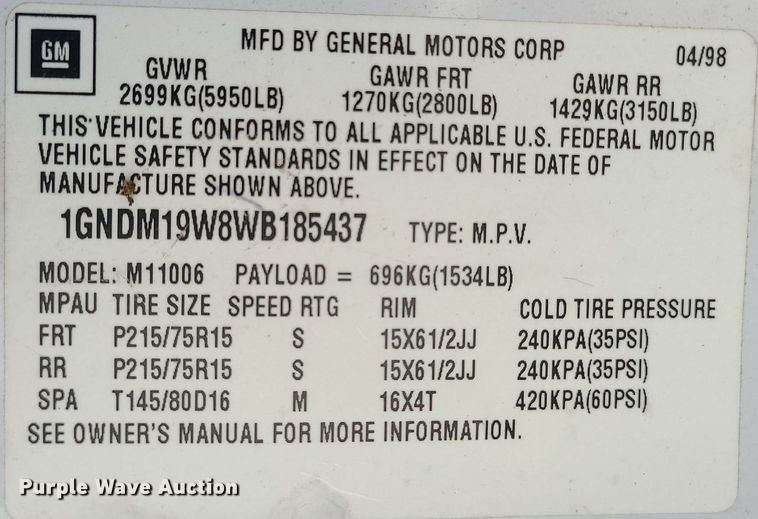 GM
MFD BY GENERAL MOTORS CORP 04/98
GVWR GAWR FRT GAWR RR
2699KG(5950LB) 1270KG(2800LB) 1429KG(3150LB)
THIS VEHICLE CONFORMS TO ALL APPLICABLE U.S. FEDERAL MOTOR
VEHICLE SAFETY STANDARDS IN EFFECT ON THE DATE OF
MANUFACTURE SHOWN ABOVE.
1GNDM19W8WB185437 TYPE: M.P.V.
MODEL: M11006 PAYLOAD = 696KG(1534LB)
MPAU TIRE SIZE SPEED RTG RIM COLD TIRE PRESSURE
FRT P215/75R15 S 15X61/2JJ 240KPA(35PSI)
RR P215/75R15 S 15X61/2JJ 240KPA(35PSI)
SPA T145/80D16 M 16X4T 420KPA(60PSI)
SEE OWNER'S MANUAL FOR MORE INFORMATION.
Purple Wave Auction